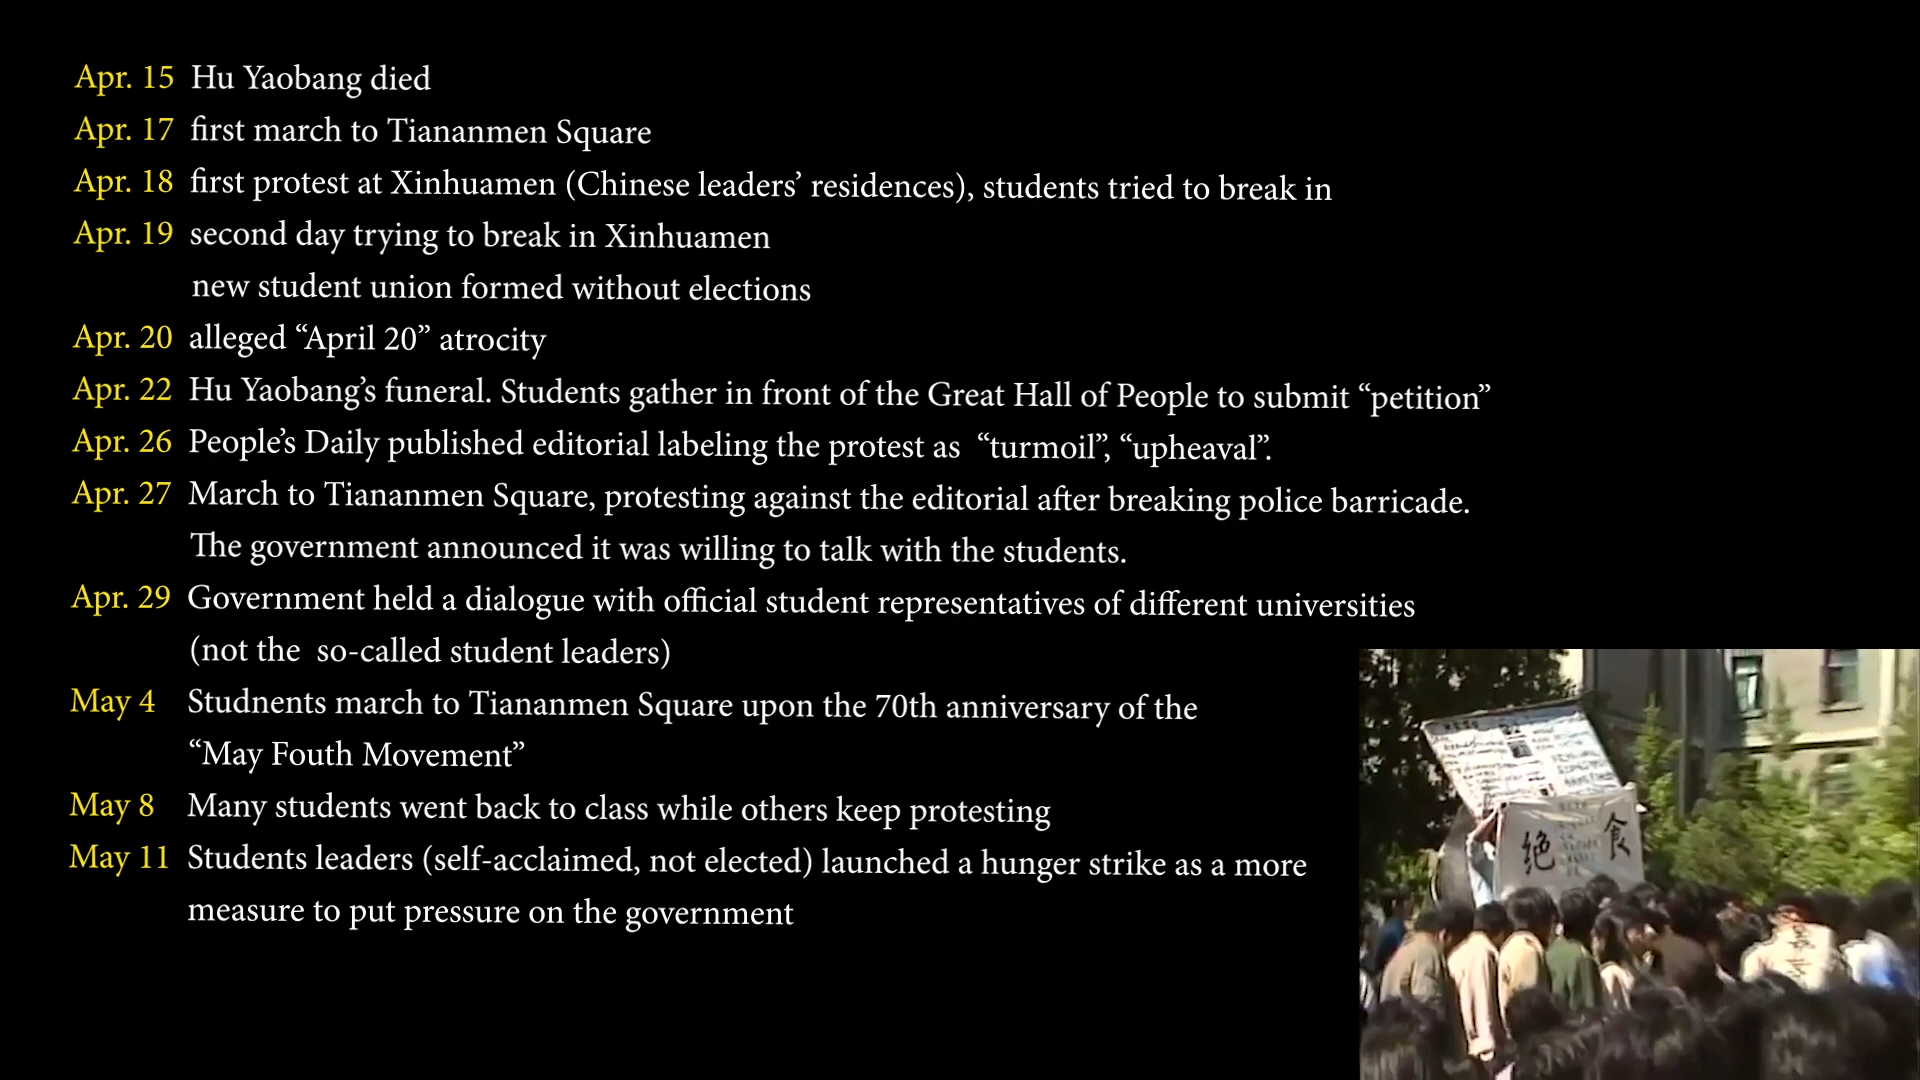 Apr. 15 Hu Yaobang died
Apr. 17 first march to Tiananmen Square
Apr. 18 first protest at Xinhuamen (Chinese leaders’ residences), students tried to break in
Apr. 19 second day trying to break in Xinhuamen
new student union formed without elections
Apr. 20 alleged “April 20” atrocity
Apr. 22 Hu Yaobang’s funeral. Students gather in front of the Great Hall of People to submit “petition”
Apr. 26 People’s Daily published editorial labeling the protest as “turmoil”, “upheaval”.
Apr. 27 March to Tiananmen Square, protesting against the editorial after breaking police barricade.
The government announced it was willing to talk with the students.
Apr. 29 Government held a dialogue with official student representatives of different universities
(not the so-called student leaders)
May 4 Studnents march to Tiananmen Square upon the 70th anniversary of the
“May Fouth Movement”
May 8 Many students went back to class while others keep protesting
May 11 Students leaders (self-acclaimed, not elected) launched a hunger strike as a more
measure to put pressure on the government
绝 食